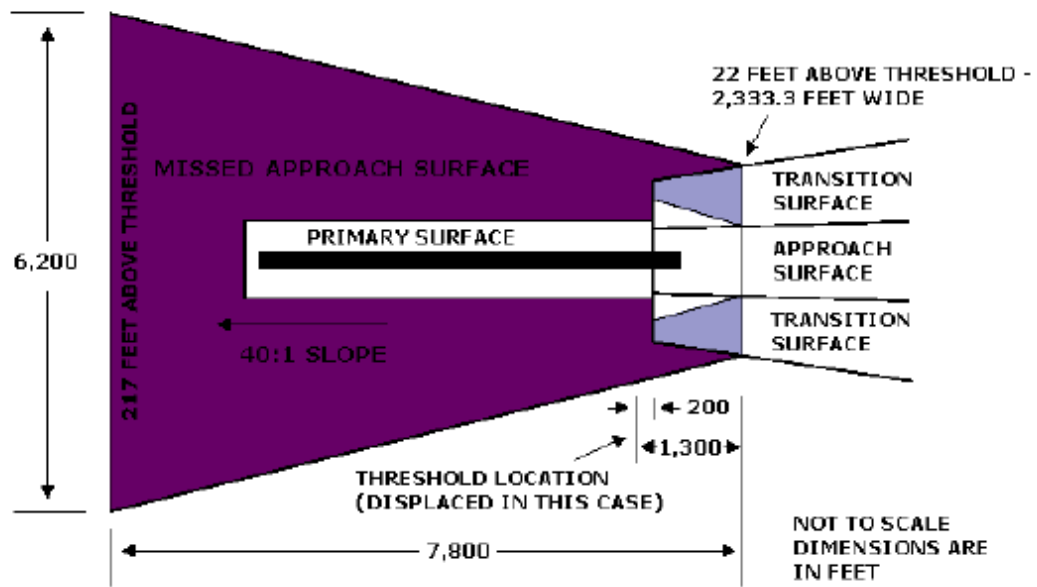 22 FEET ABOVE THRESHOLD -
2,333.3 FEET WIDE
217 FEET ABOVE THRESHOLD
MISSED APPROACH SURFACE
TRANSITION
SURFACE
PRIMARY SURFACE
6,200
APPROACH
SURFACE
40:1 SLOPE
TRANSITION
SURFACE
200
1,300
THRESHOLD LOCATION
(DISPLACED IN THIS CASE)
7,800
NOT TO SCALE
DIMENSIONS ARE
IN FEET